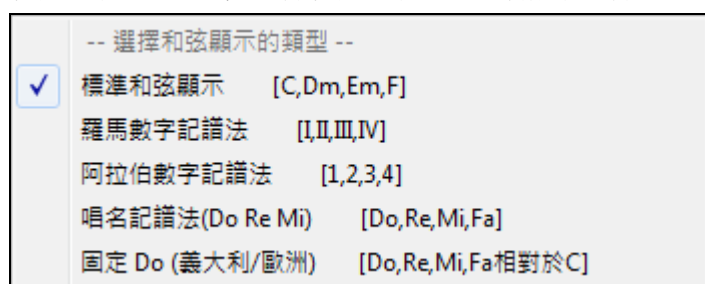 -- 選擇和弦顯示的類型 --
標準和弦顯示 [C,Dm,Em,F]
羅馬數字記譜法 [Ⅰ,Ⅱ,Ⅲ,Ⅳ]
阿拉伯數字記譜法 [1,2,3,4]
唱名記譜法(Do Re Mi) [Do,Re,Mi,Fa]
固定 Do (義大利/歐洲) [Do,Re,Mi,Fa相對於C]